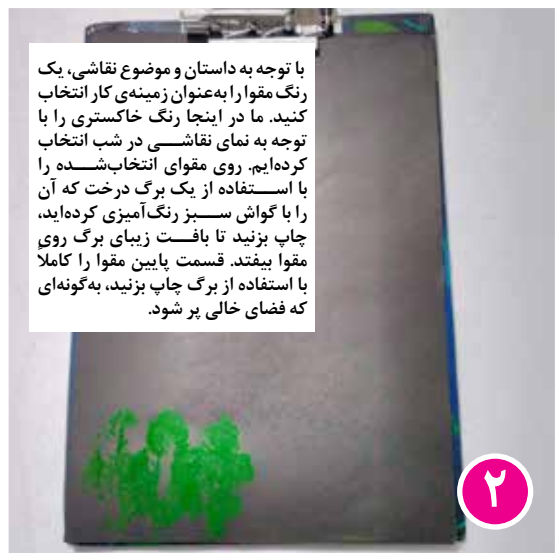 با توجه به داستان و موضوع نقاشی، یک
رنگ مقوا را به‌عنوان زمینه‌ی کار انتخاب
کنید. ما در اینجا رنگ خاکستری را با
توجه به نمای نقاشی در شب انتخاب
کرده‌ایم. روی مقوای انتخاب‌شده را
با استفاده از یک برگ درخت که آن
را با گواش سبز رنگ‌آمیزی کرده‌اید،
چاپ بزنید تا بافت زیبای برگ روی
مقوا بیفتد. قسمت پایین مقوا را کاملاً
با استفاده از برگ چاپ بزنید، به‌گونه‌ای
که فضای خالی پر شود.
۲